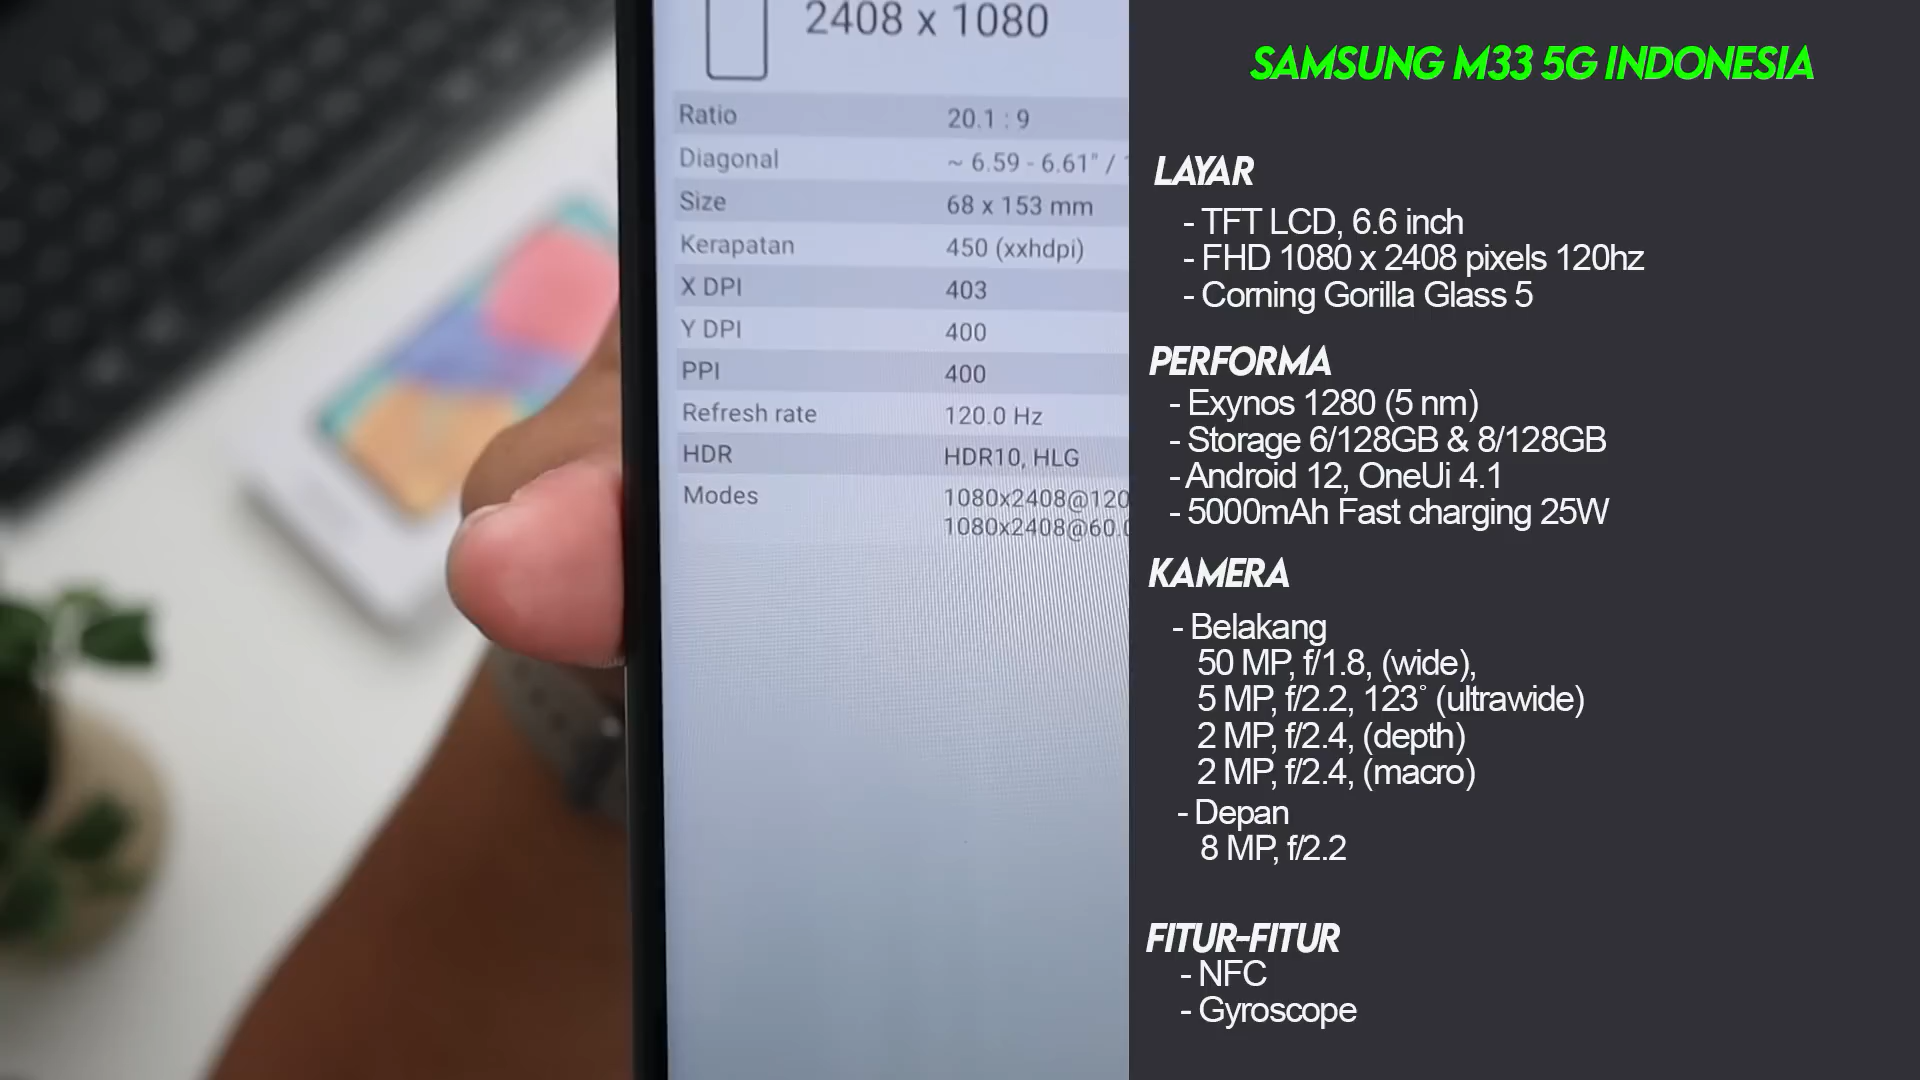 2408 x 1080
Ratio 20.1 : 9
Diagonal ~ 6.59 - 6.61" /
Size 68 x 153 mm
Kerapatan 450 (xxhdpi)
X DPI 403
Y DPI 400
PPI 400
Refresh rate 120.0 Hz
HDR HDR10, HLG
Modes 1080x2408@120
1080x2408@60.0
SAMSUNG M33 5G INDONESIA
LAYAR
- TFT LCD, 6.6 inch
- FHD 1080 x 2408 pixels 120hz
- Corning Gorilla Glass 5
PERFORMA
- Exynos 1280 (5 nm)
- Storage 6/128GB & 8/128GB
- Android 12, OneUi 4.1
- 5000mAh Fast charging 25W
KAMERA
- Belakang
50 MP, f/1.8, (wide),
5 MP, f/2.2, 123° (ultrawide)
2 MP, f/2.4, (depth)
2 MP, f/2.4, (macro)
- Depan
8 MP, f/2.2
FITUR-FITUR
- NFC
- Gyroscope